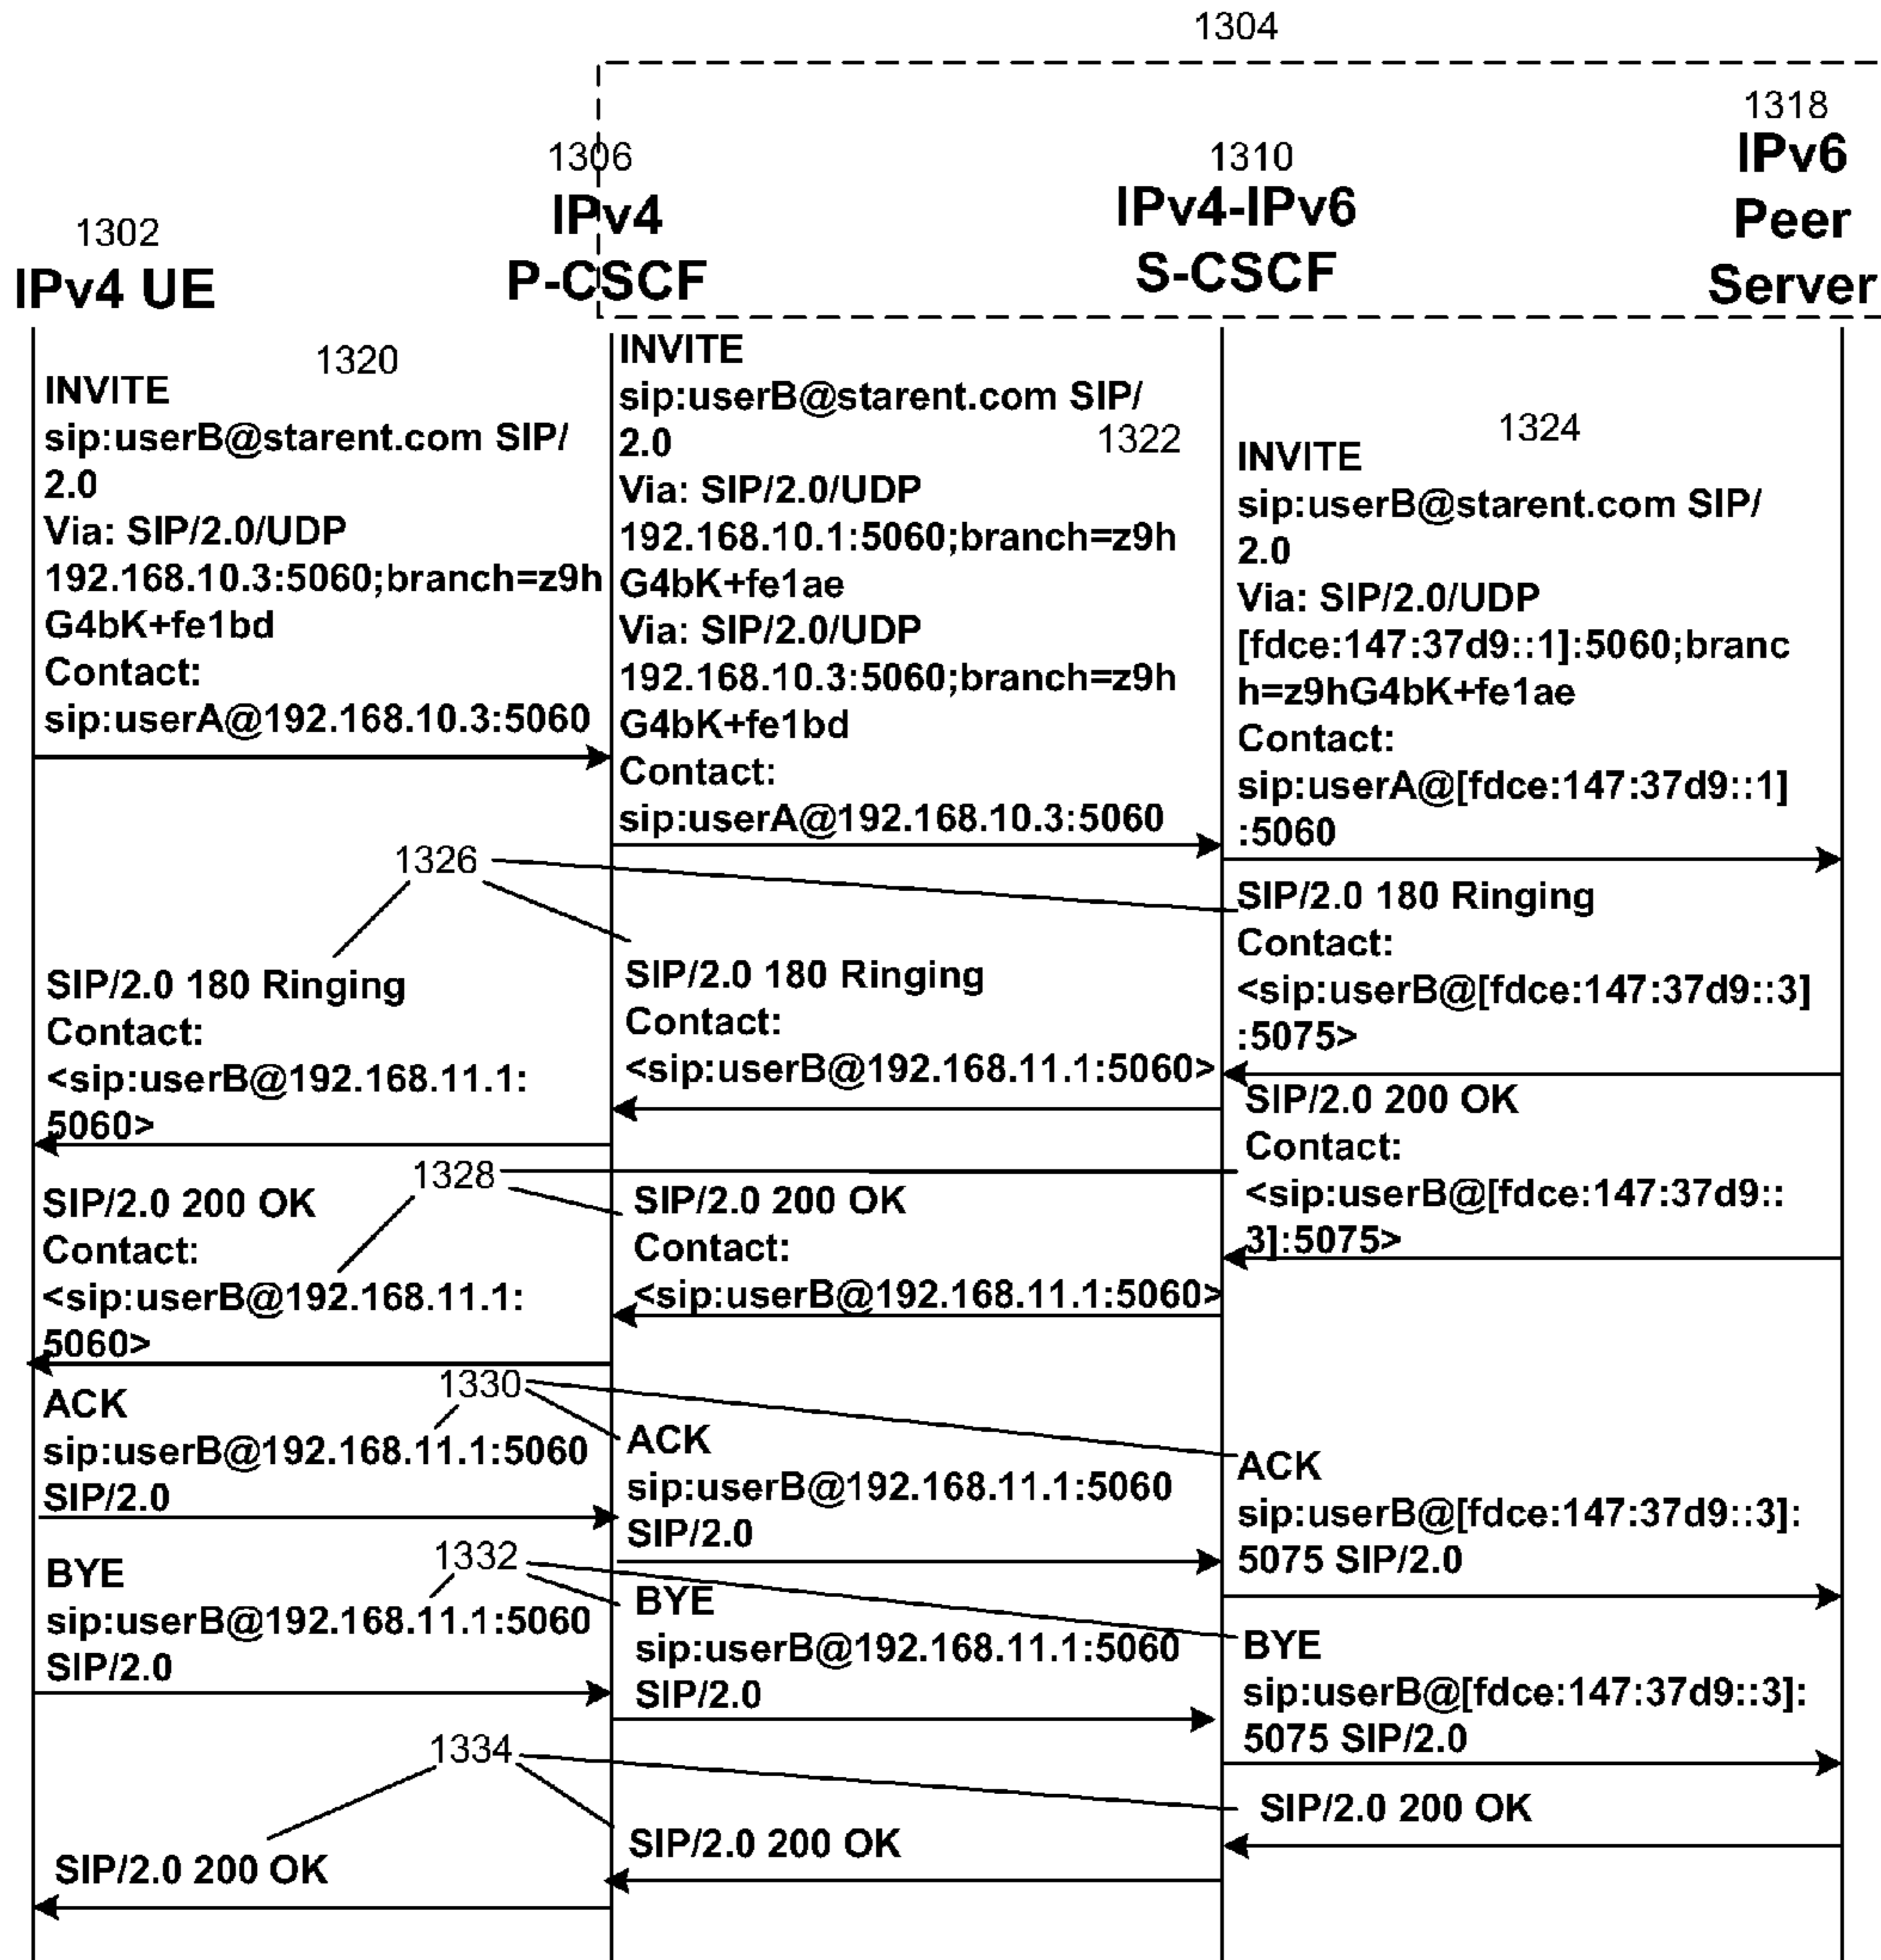 1304
1318
IPv6
Peer
Server
1306
IPv4
P-CSCF
1310
IPv4-IPv6
S-CSCF
1302
IPv4 UE
1320
INVITE
sip:userB@starent.com SIP/
2.0
Via: SIP/2.0/UDP
192.168.10.3:5060;branch=z9h
G4bK+fe1bd
Contact:
sip:userA@192.168.10.3:5060
INVITE
sip:userB@starent.com SIP/
2.0
1322
Via: SIP/2.0/UDP
192.168.10.1:5060;branch=z9h
G4bK+fe1ae
Via: SIP/2.0/UDP
192.168.10.3:5060;branch=z9h
G4bK+fe1bd
Contact:
sip:userA@192.168.10.3:5060
1324
INVITE
sip:userB@starent.com SIP/
2.0
Via: SIP/2.0/UDP
[fdce:147:37d9::1]:5060;branc
h=z9hG4bK+fe1ae
Contact:
sip:userA@[fdce:147:37d9::1]
:5060
1326
SIP/2.0 180 Ringing
Contact:
<sip:userB@[fdce:147:37d9::3]
:5075>
SIP/2.0 180 Ringing
Contact:
<sip:userB@192.168.11.1:5060>
SIP/2.0 180 Ringing
Contact:
<sip:userB@192.168.11.1:
5060>
1328
SIP/2.0 200 OK
Contact:
<sip:userB@[fdce:147:37d9::
3]:5075>
SIP/2.0 200 OK
Contact:
<sip:userB@192.168.11.1:5060>
SIP/2.0 200 OK
Contact:
<sip:userB@192.168.11.1:
5060>
1330
ACK
sip:userB@192.168.11.1:5060
SIP/2.0
ACK
sip:userB@192.168.11.1:5060
SIP/2.0
ACK
sip:userB@[fdce:147:37d9::3]:
5075 SIP/2.0
1332
BYE
sip:userB@192.168.11.1:5060
SIP/2.0
BYE
sip:userB@192.168.11.1:5060
SIP/2.0
BYE
sip:userB@[fdce:147:37d9::3]:
5075 SIP/2.0
1334
SIP/2.0 200 OK
SIP/2.0 200 OK
SIP/2.0 200 OK